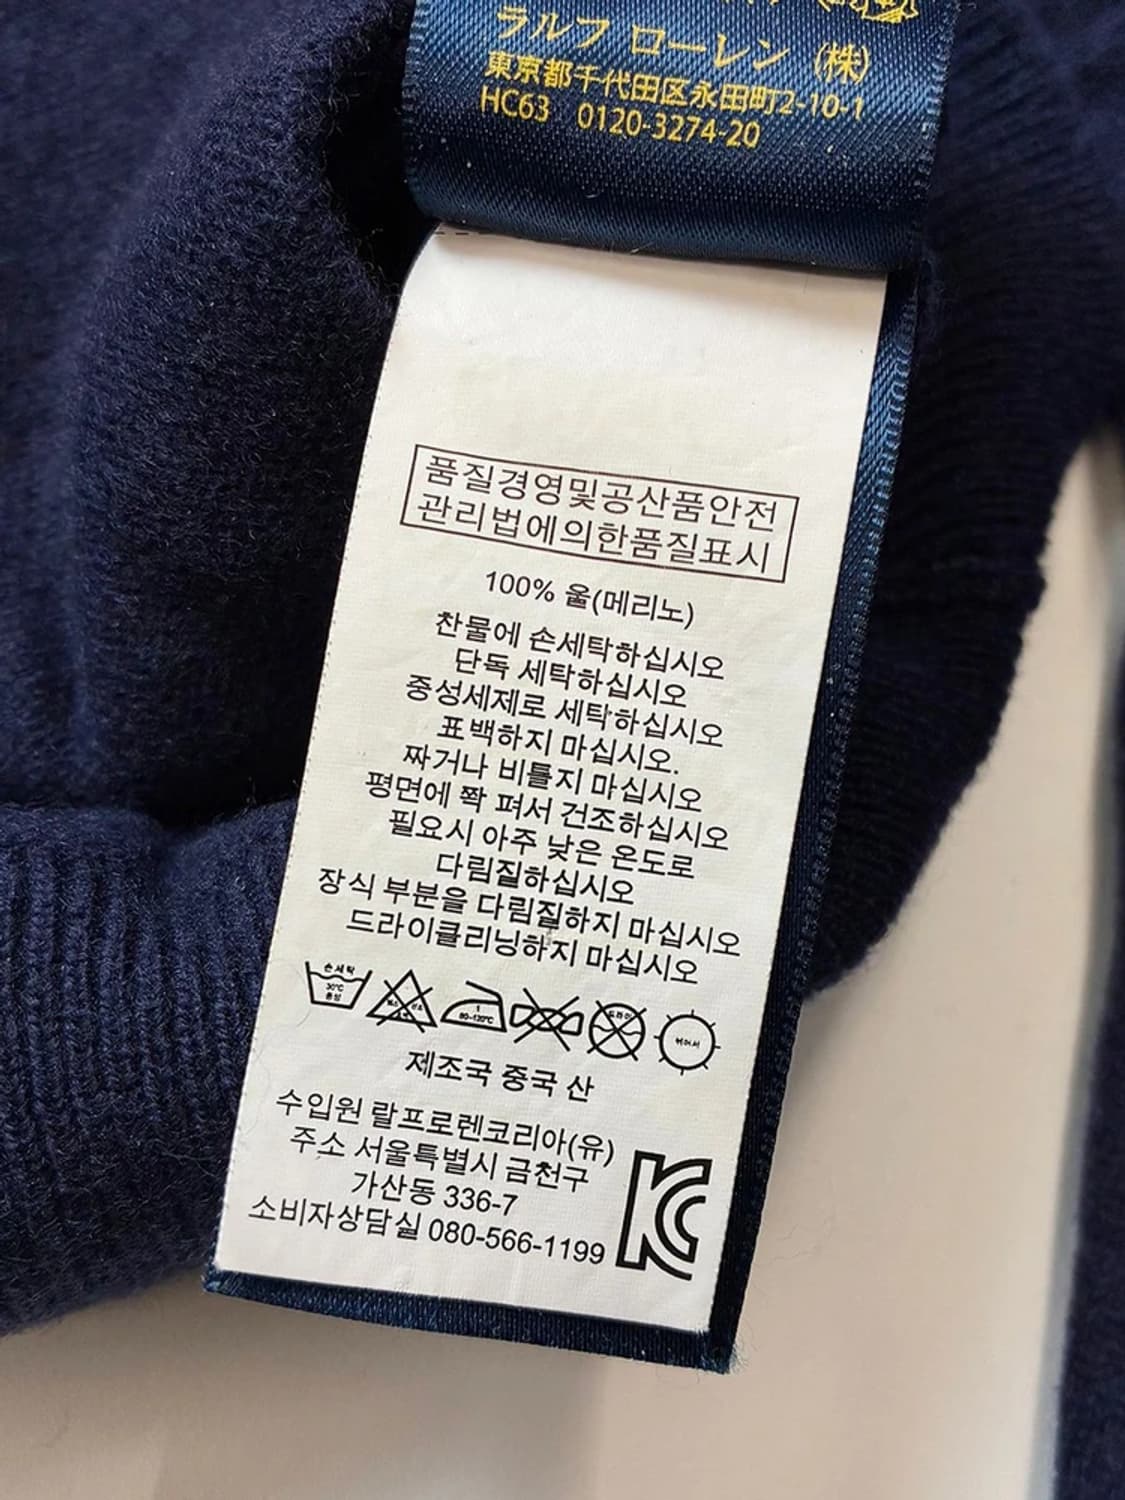 ラルフ ローレン (株)
東京都千代田区永田町2-10-1
HC63 0120-3274-20
품질경영및공산품안전
관리법에의한품질표시
100% 울(메리노)
찬물에 손세탁하십시오
단독 세탁하십시오
중성세제로 세탁하십시오
표백하지 마십시오.
짜거나 비틀지 마십시오
평면에 쫙 펴서 건조하십시오
필요시 아주 낮은 온도로
다림질하십시오
장식 부분을 다림질하지 마십시오
드라이클리닝하지 마십시오
손세탁
30℃
중성
1
80-120℃
드라이
뉘어서
제조국 중국 산
수입원 랄프로렌코리아(유)
주소 서울특별시 금천구
가산동 336-7
소비자상담실 080-566-1199
KC